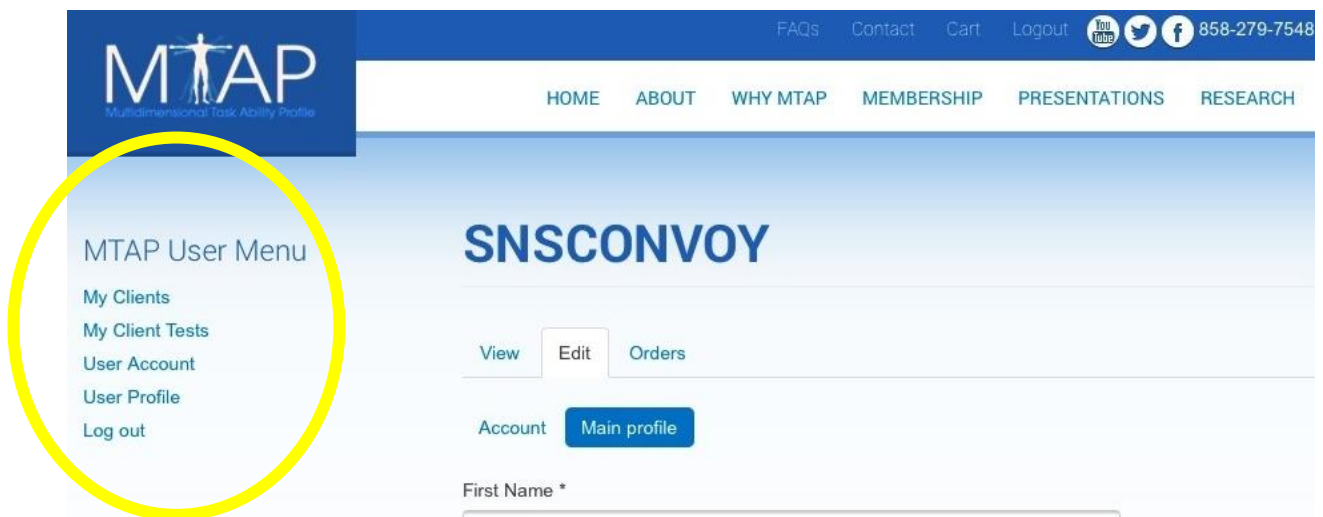 FAQs Contact Cart Logout You Tube 858-279-7548
MTAP
Multidimensional Task Ability Profile
HOME ABOUT WHY MTAP MEMBERSHIP PRESENTATIONS RESEARCH
MTAP User Menu
My Clients
My Client Tests
User Account
User Profile
Log out
SNSCONVOY
View Edit Orders
Account Main profile
First Name *